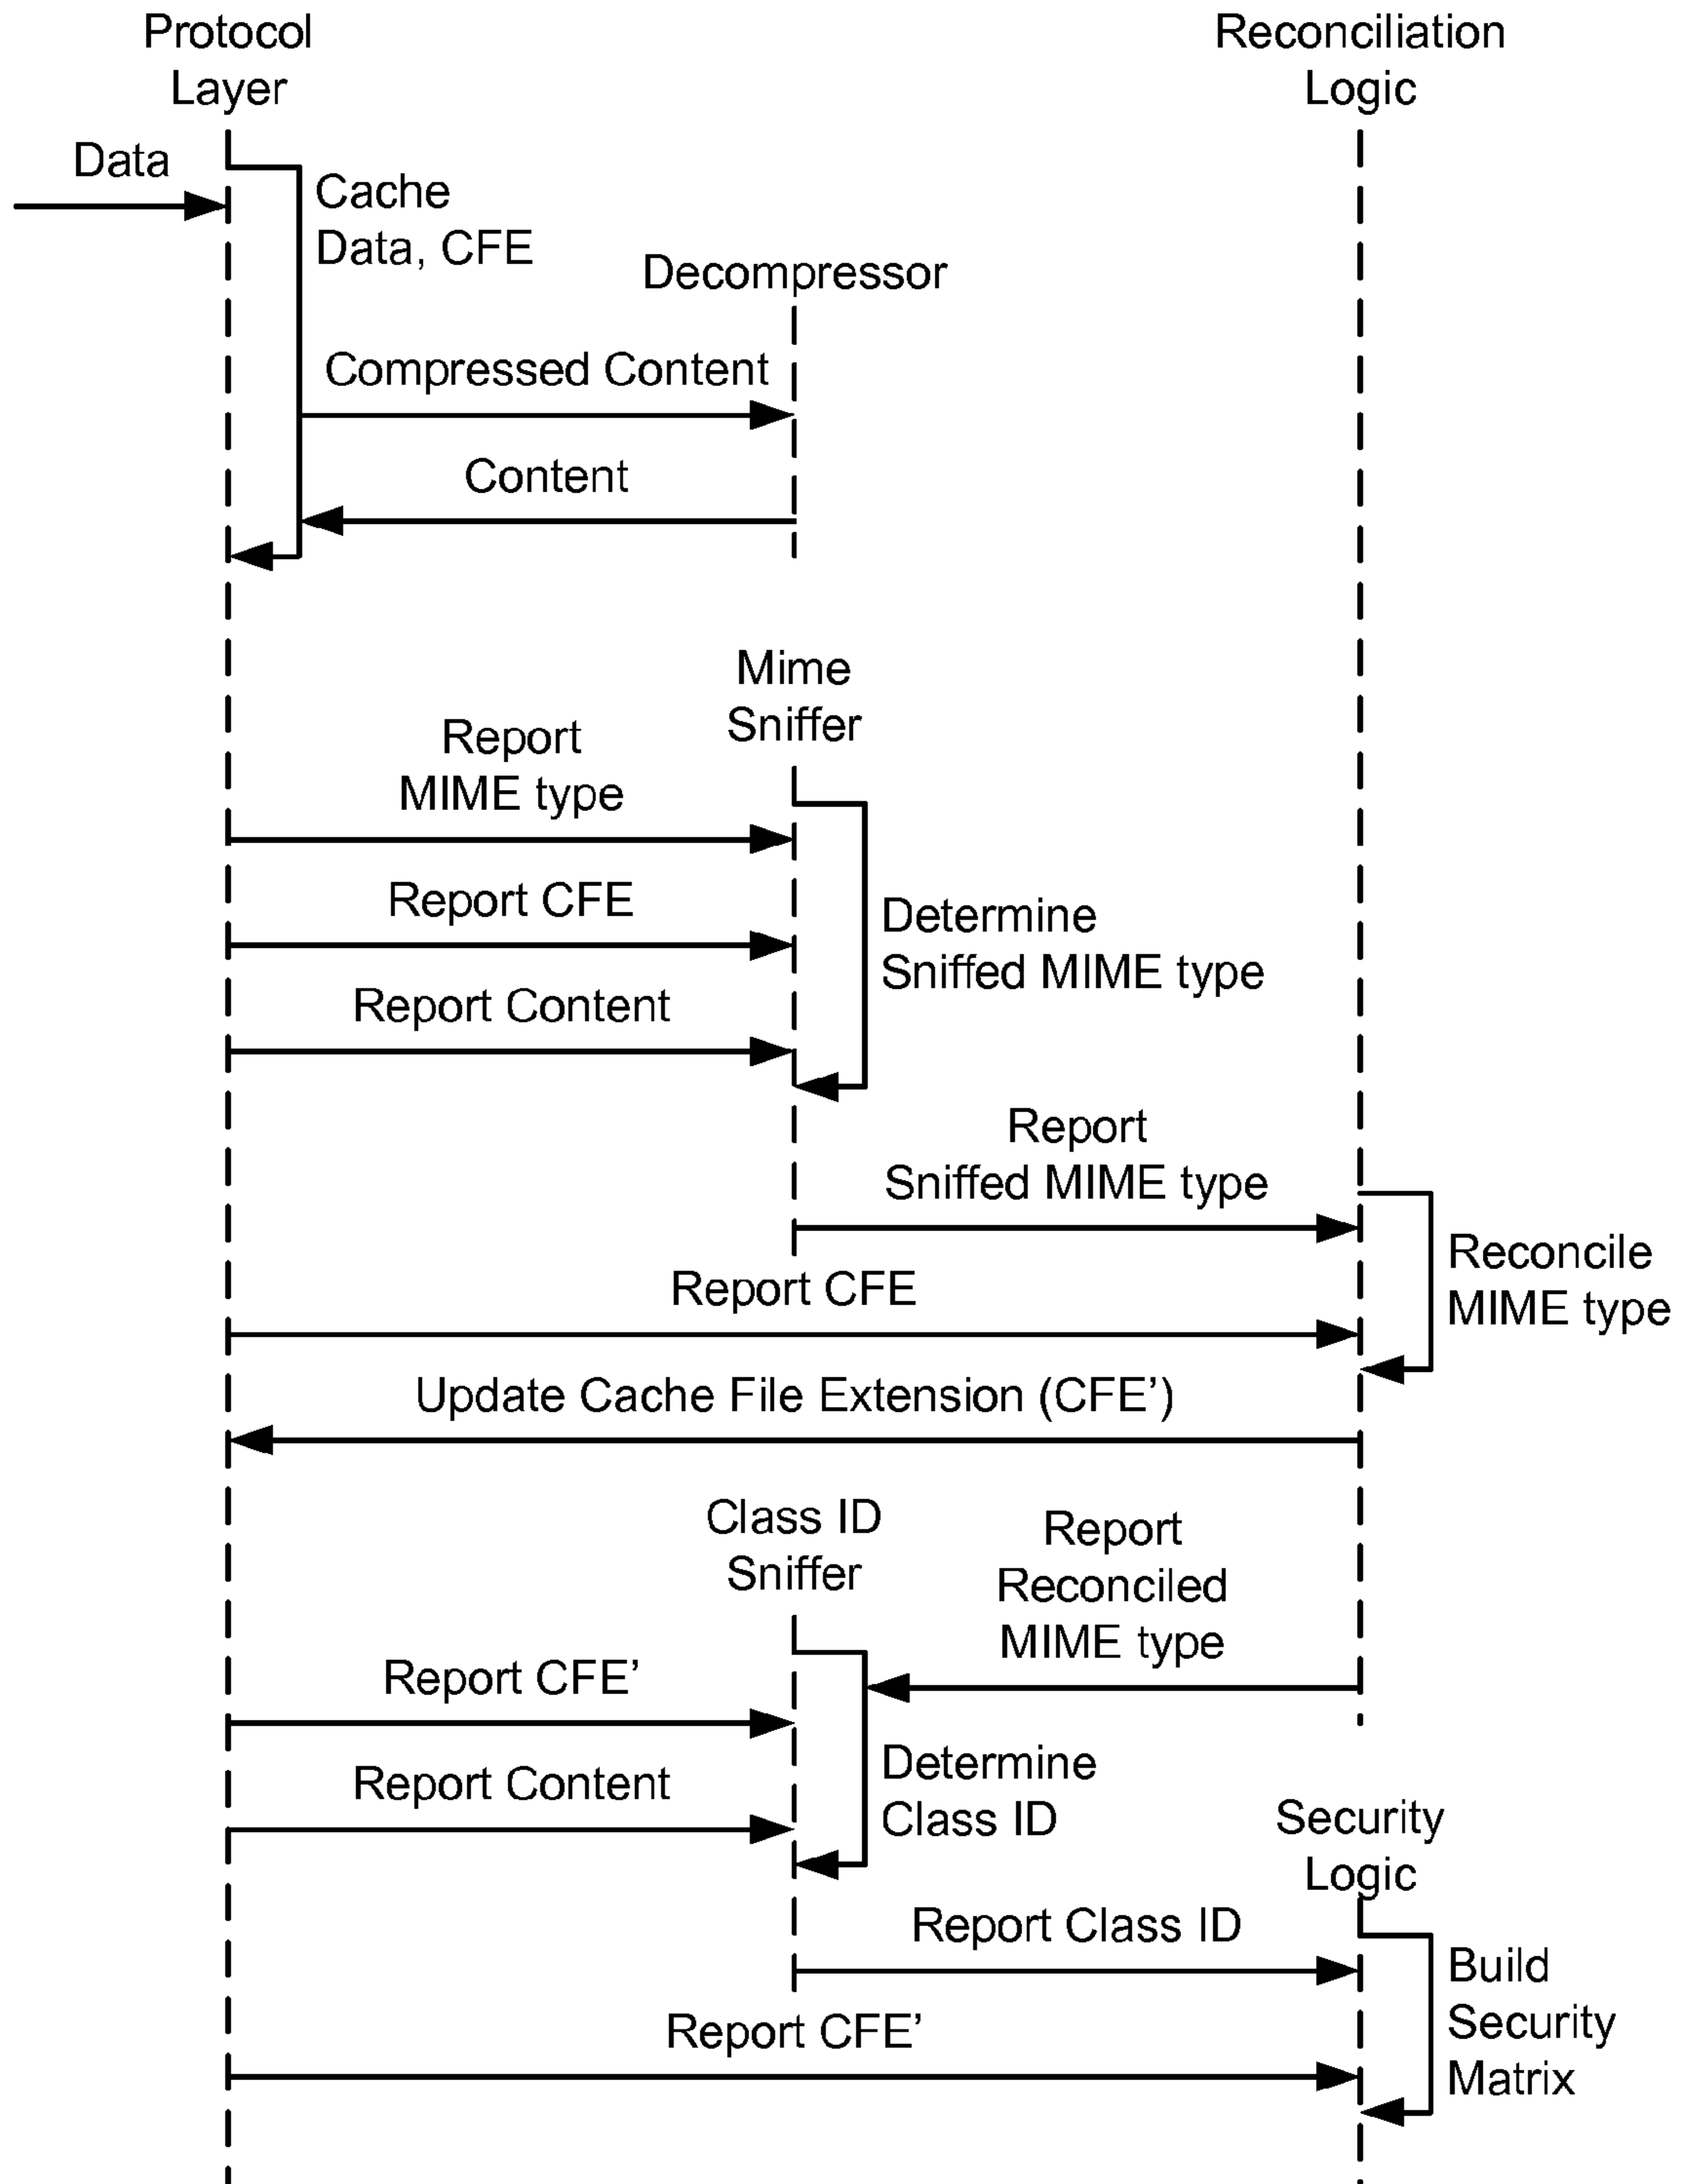 Protocol
Layer
Reconciliation
Logic
Data
Cache
Data, CFE
Decompressor
Compressed Content
Content
Mime
Sniffer
Report
MIME type
Report CFE
Determine
Sniffed MIME type
Report Content
Report
Sniffed MIME type
Reconcile
MIME type
Report CFE
Update Cache File Extension (CFE’)
Class ID
Sniffer
Report
Reconciled
MIME type
Report CFE’
Determine
Class ID
Report Content
Security
Logic
Report Class ID
Build
Security
Matrix
Report CFE’